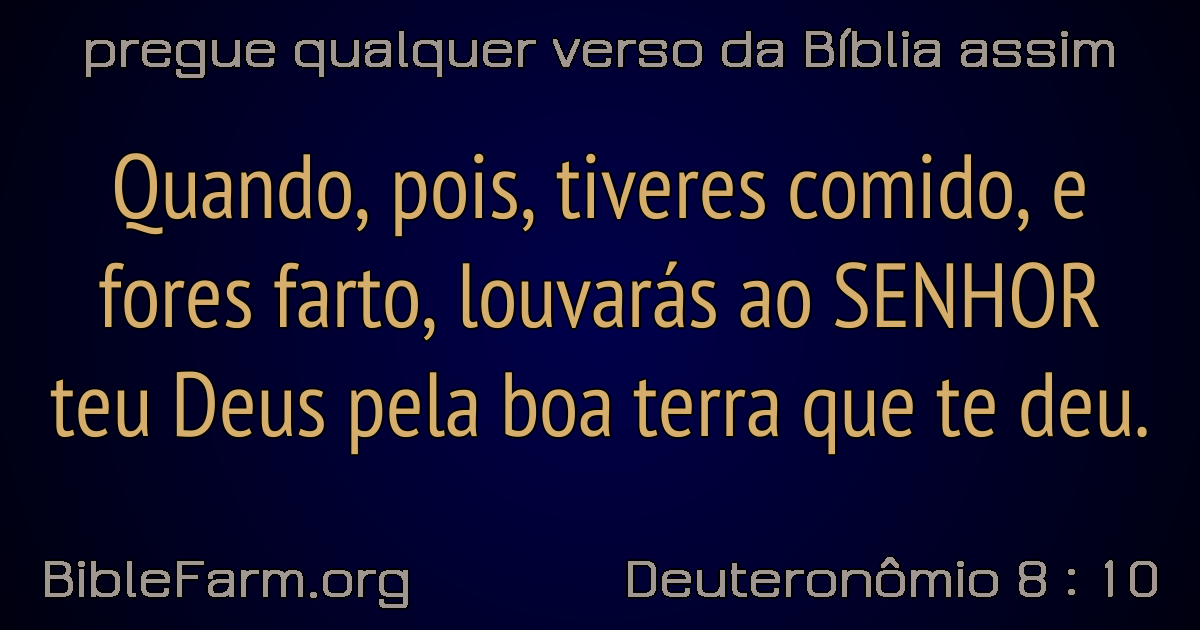 pregue qualquer verso da Bíblia assim
Quando, pois, tiveres comido, e
fores farto, louvarás ao SENHOR
teu Deus pela boa terra que te deu.
BibleFarm.org
Deuteronômio 8 : 10